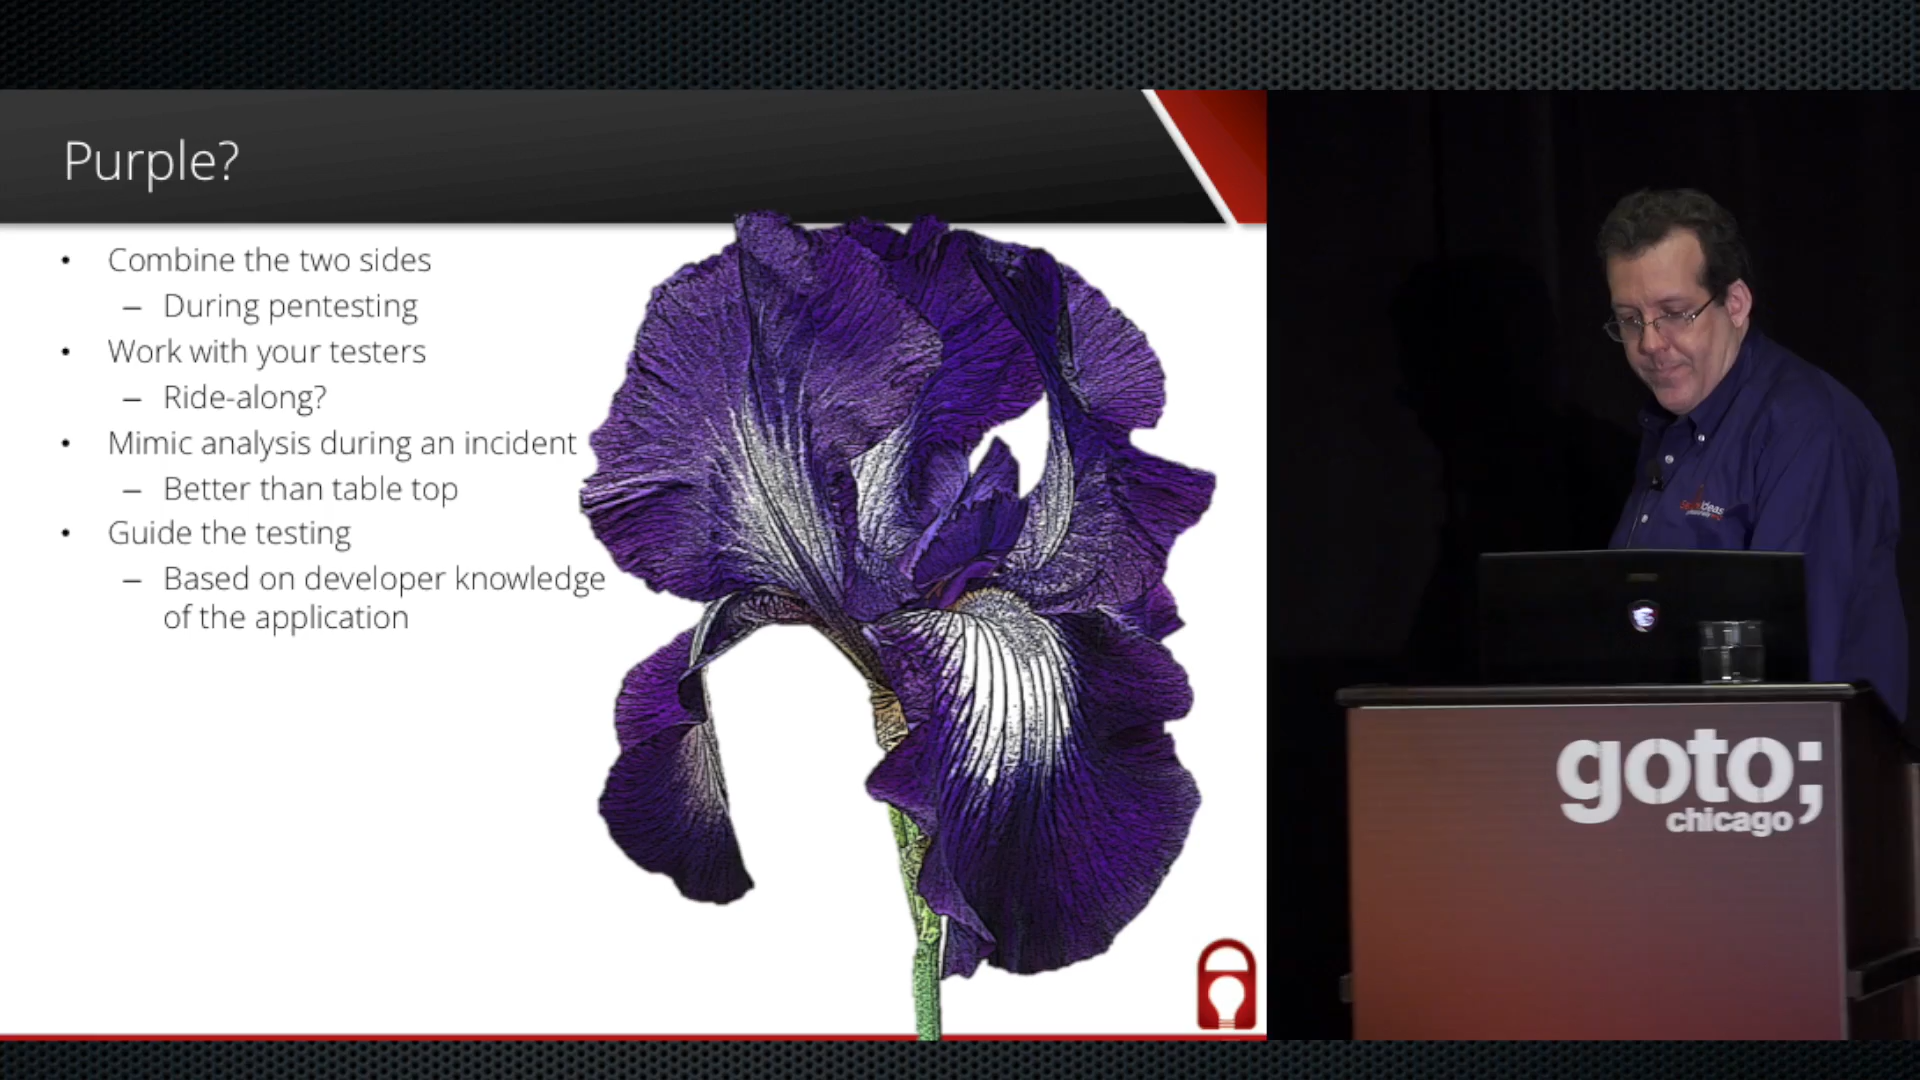 Purple?
• Combine the two sides
– During pentesting
• Work with your testers
– Ride-along?
• Mimic analysis during an incident
– Better than table top
• Guide the testing
– Based on developer knowledge
of the application
goto;
chicago